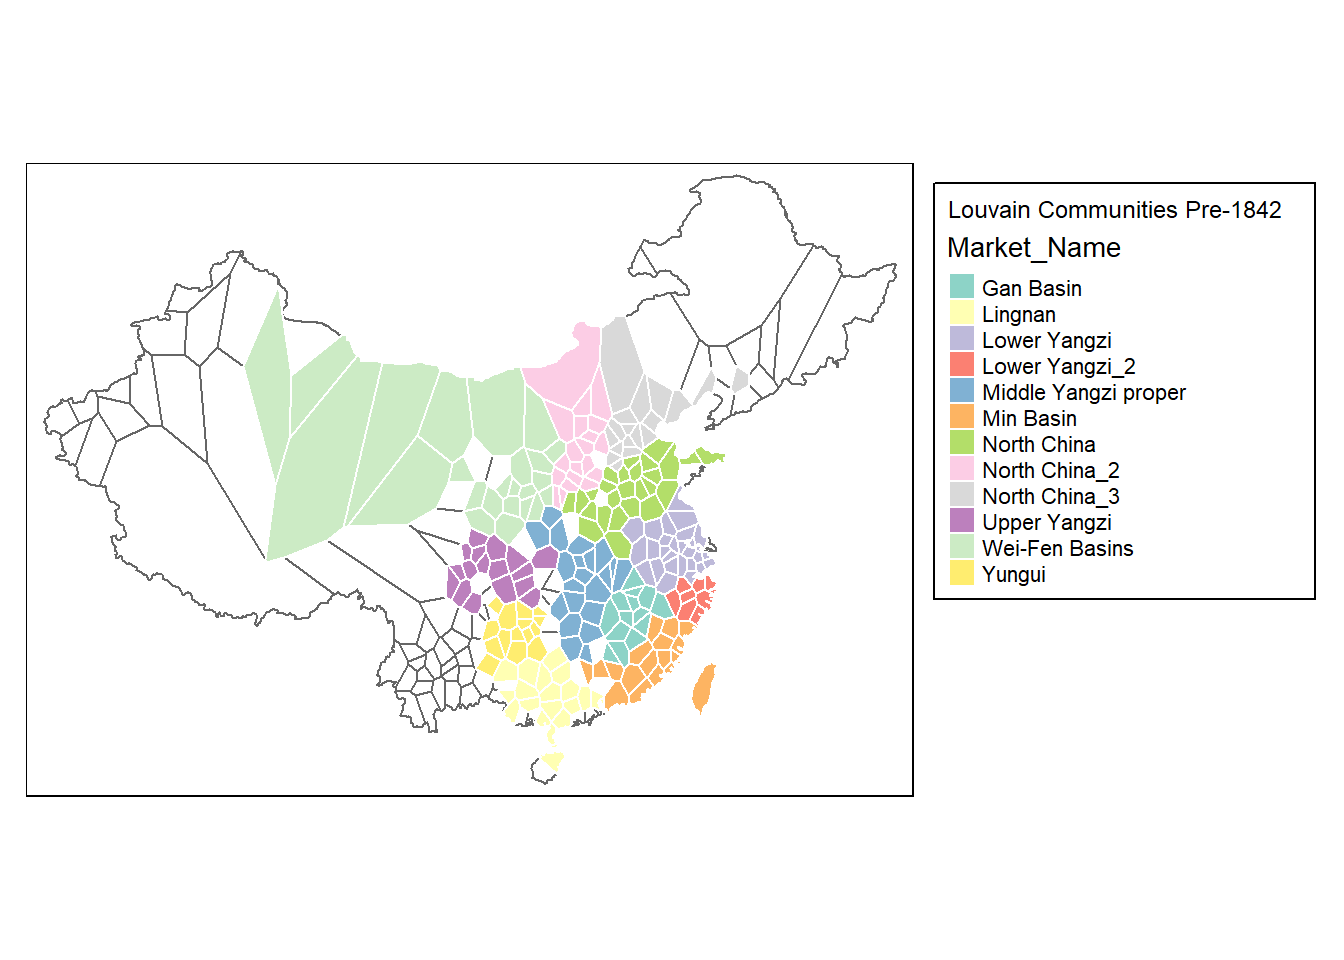 Louvain Communities Pre-1842
Market_Name
Gan Basin
Lingnan
Lower Yangzi
Lower Yangzi_2
Middle Yangzi proper
Min Basin
North China
North China_2
North China_3
Upper Yangzi
Wei-Fen Basins
Yungui